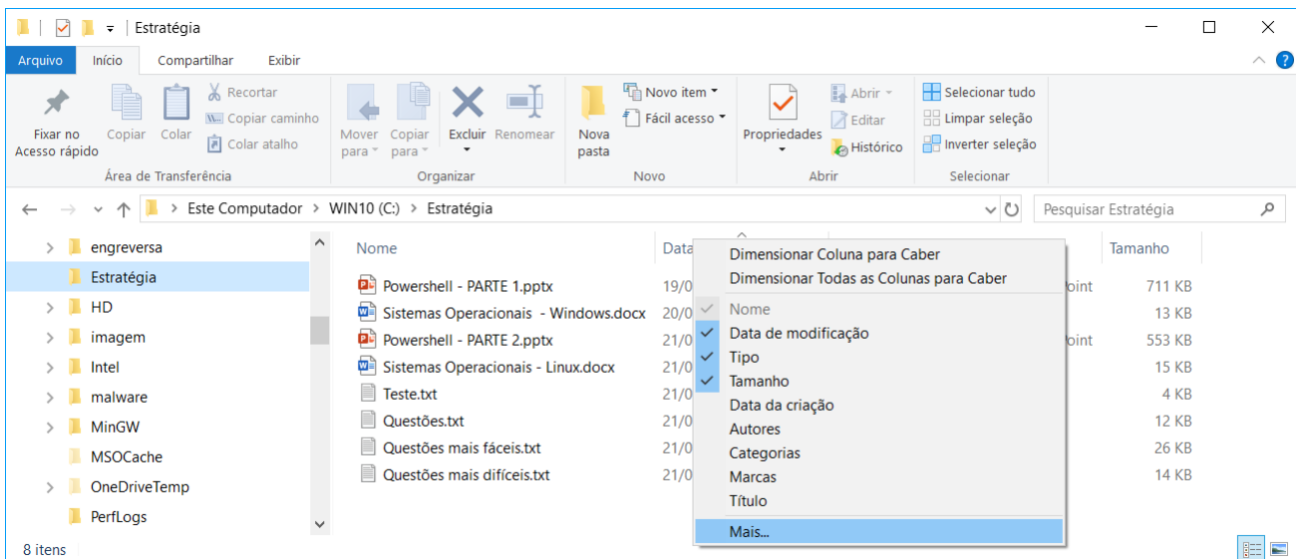 Estratégia
Arquivo Início Compartilhar Exibir
Fixar no Acesso rápido
Copiar
Colar
Recortar
Copiar caminho
Colar atalho
Mover para
Copiar para
Excluir
Renomear
Nova pasta
Novo item
Fácil acesso
Propriedades
Abrir
Editar
Histórico
Selecionar tudo
Limpar seleção
Inverter seleção
Área de Transferência Organizar Novo Abrir Selecionar
Este Computador > WIN10 (C:) > Estratégia
Pesquisar Estratégia
engreversa
Estratégia
HD
imagem
Intel
malware
MinGW
MSOCache
OneDriveTemp
PerfLogs
Nome Data Tamanho
Powershell - PARTE 1.pptx 19/0 oint 711 KB
Sistemas Operacionais - Windows.docx 20/0 13 KB
Powershell - PARTE 2.pptx 21/0 oint 553 KB
Sistemas Operacionais - Linux.docx 21/0 15 KB
Teste.txt 21/0 4 KB
Questões.txt 21/0 12 KB
Questões mais fáceis.txt 21/0 26 KB
Questões mais difíceis.txt 21/0 14 KB
Dimensionar Coluna para Caber
Dimensionar Todas as Colunas para Caber
Nome
Data de modificação
Tipo
Tamanho
Data da criação
Autores
Categorias
Marcas
Título
Mais...
8 itens